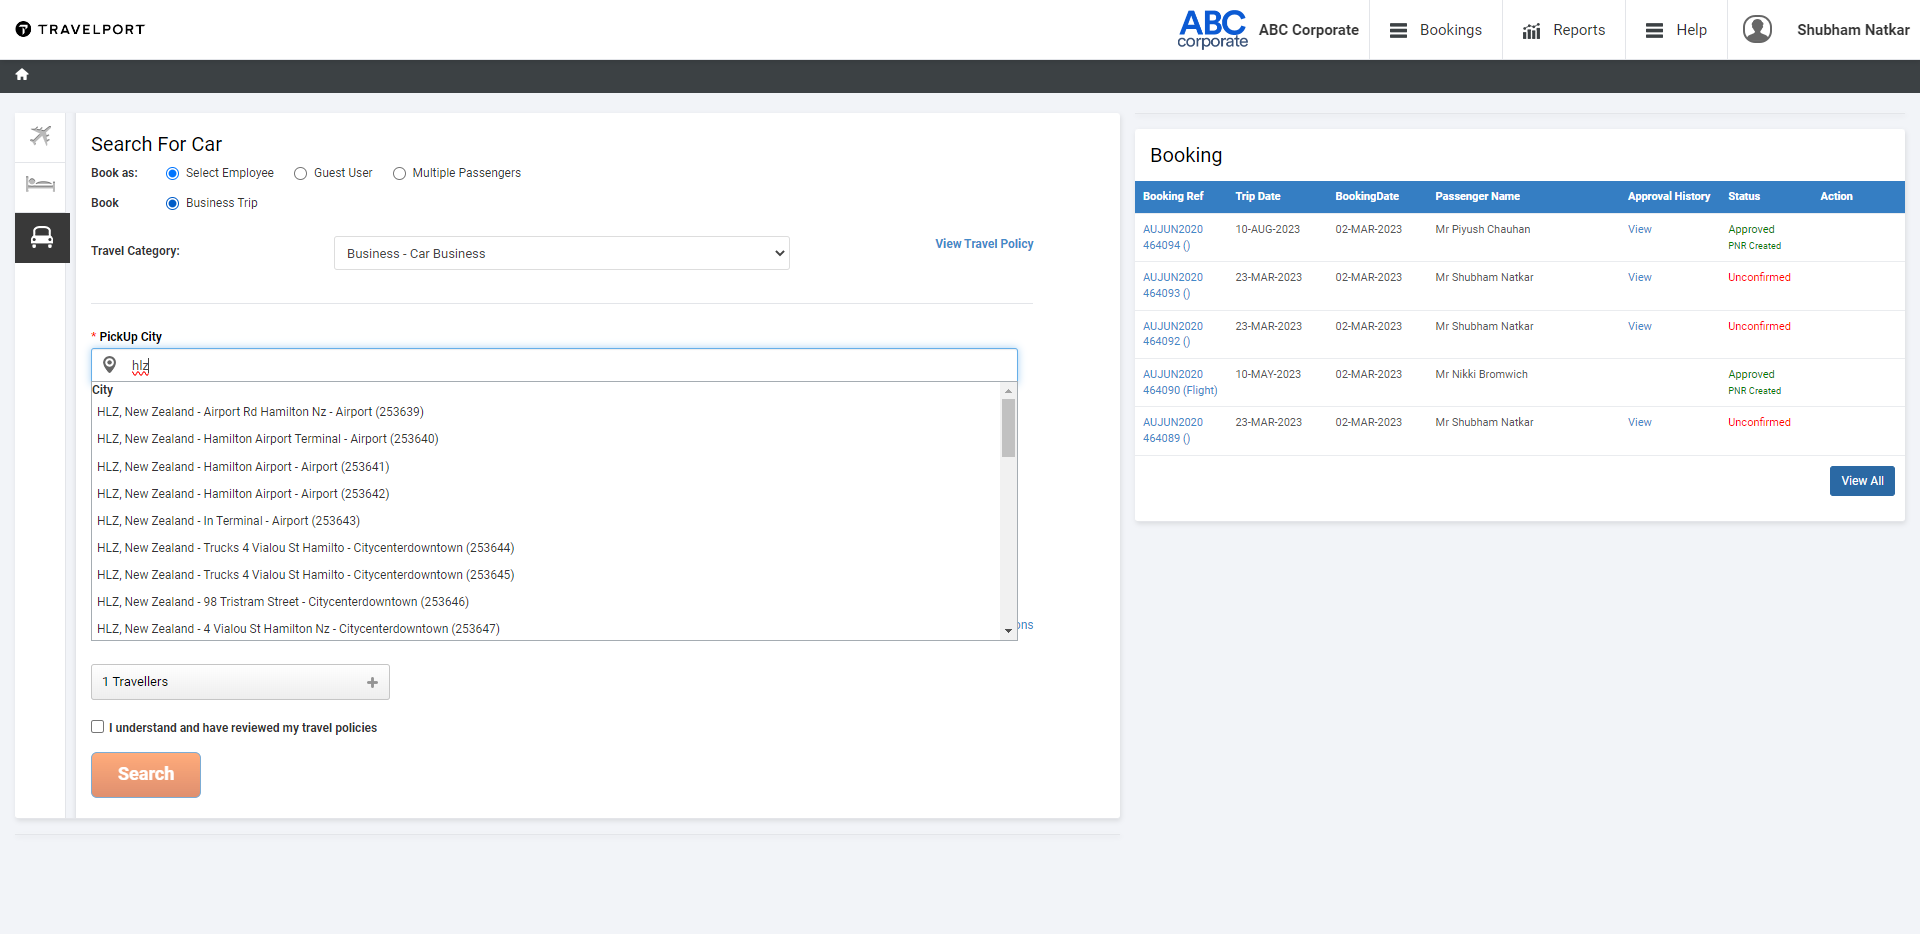 TRAVELPORT
ABC
corporate
ABC Corporate
Bookings
Reports
Help
Shubham Natkar
Search For Car
Book as:
Select Employee
Guest User
Multiple Passengers
Book
Business Trip
Travel Category:
Business - Car Business
View Travel Policy
* PickUp City
hlz
City
HLZ, New Zealand - Airport Rd Hamilton Nz - Airport (253639)
HLZ, New Zealand - Hamilton Airport Terminal - Airport (253640)
HLZ, New Zealand - Hamilton Airport - Airport (253641)
HLZ, New Zealand - Hamilton Airport - Airport (253642)
HLZ, New Zealand - In Terminal - Airport (253643)
HLZ, New Zealand - Trucks 4 Vialou St Hamilto - Citycenterdowntown (253644)
HLZ, New Zealand - Trucks 4 Vialou St Hamilto - Citycenterdowntown (253645)
HLZ, New Zealand - 98 Tristram Street - Citycenterdowntown (253646)
HLZ, New Zealand - 4 Vialou St Hamilton Nz - Citycenterdowntown (253647)
ons
1 Travellers
I understand and have reviewed my travel policies
Search
Booking
Booking Ref Trip Date BookingDate Passenger Name Approval History Status Action
AUJUN2020 10-AUG-2023 02-MAR-2023 Mr Piyush Chauhan View Approved
464094 () PNR Created
AUJUN2020 23-MAR-2023 02-MAR-2023 Mr Shubham Natkar View Unconfirmed
464093 ()
AUJUN2020 23-MAR-2023 02-MAR-2023 Mr Shubham Natkar View Unconfirmed
464092 ()
AUJUN2020 10-MAY-2023 02-MAR-2023 Mr Nikki Bromwich Approved
464090 (Flight) PNR Created
AUJUN2020 23-MAR-2023 02-MAR-2023 Mr Shubham Natkar View Unconfirmed
464089 ()
View All